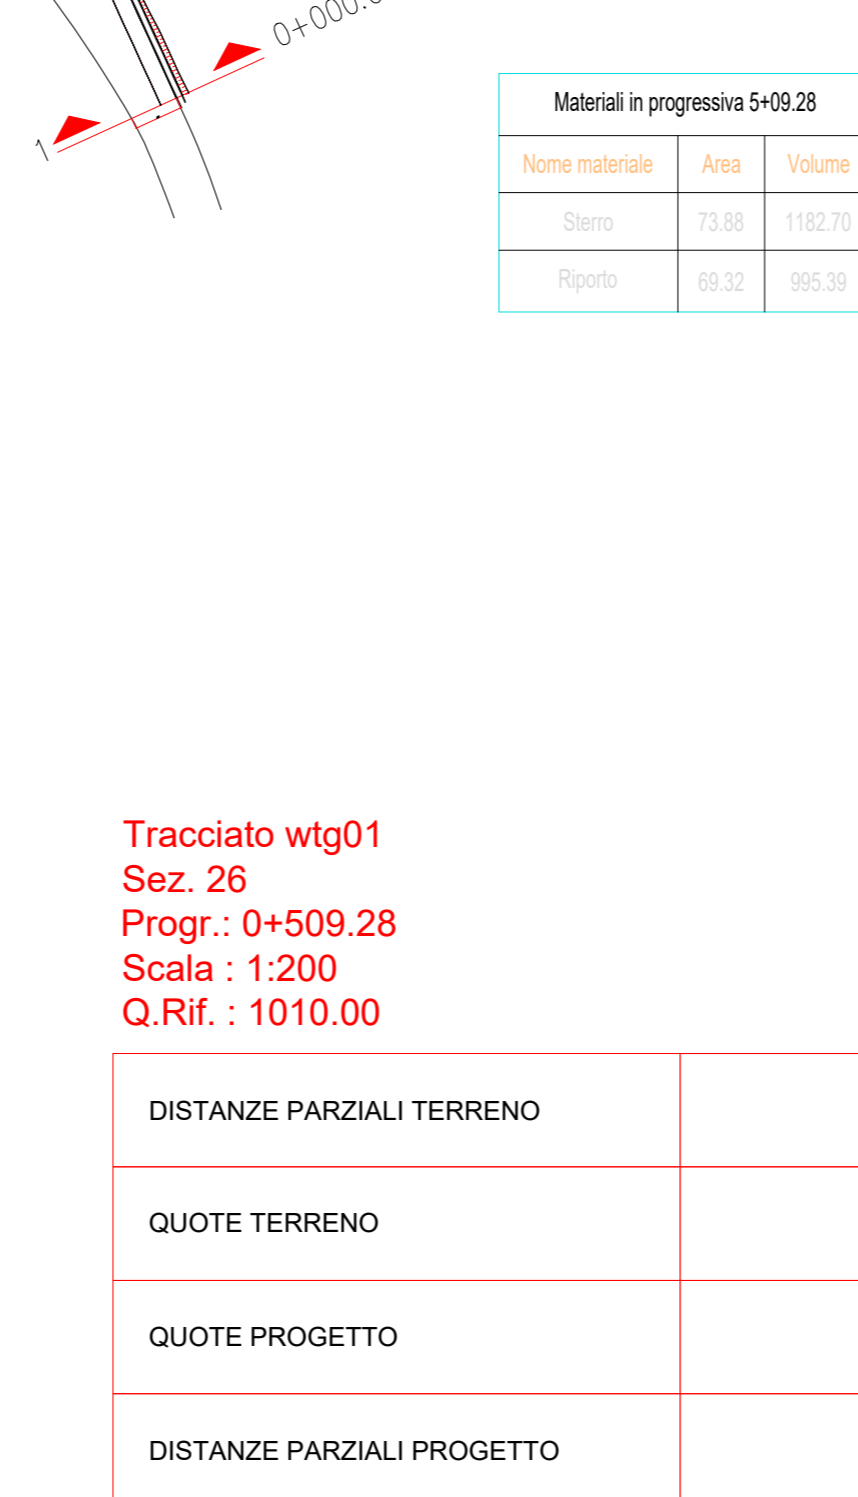 0+000.
1
Materiali in progressiva 5+09.28
Nome materiale Area Volume
Sterro 73.88 1182.70
Riporto 69.32 995.39
Tracciato wtg01
Sez. 26
Progr.: 0+509.28
Scala : 1:200
Q.Rif. : 1010.00
DISTANZE PARZIALI TERRENO
QUOTE TERRENO
QUOTE PROGETTO
DISTANZE PARZIALI PROGETTO